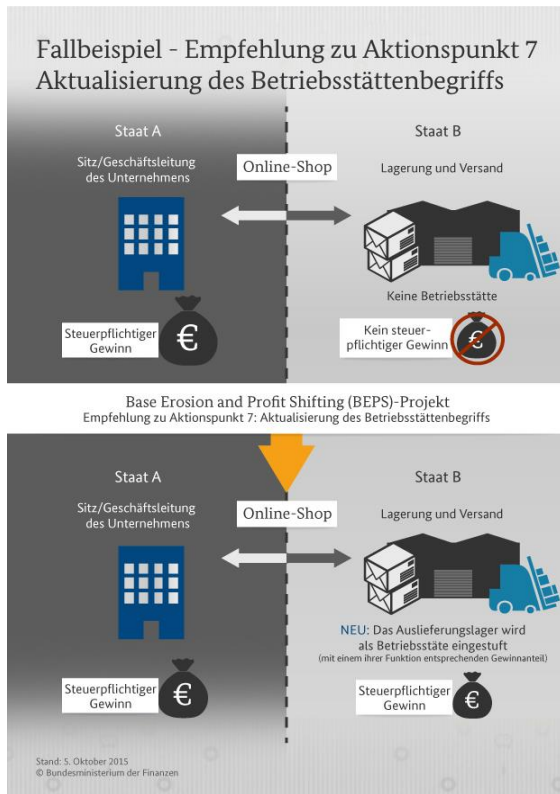 Fallbeispiel - Empfehlung zu Aktionspunkt 7
Aktualisierung des Betriebsstättenbegriffs
Staat A
Sitz/Geschäftsleitung
des Unternehmens
Online-Shop
Staat B
Lagerung und Versand
Keine Betriebsstätte
Steuerpflichtiger
Gewinn
€
Kein steuer-
pflichtiger Gewinn
€
Base Erosion and Profit Shifting (BEPS)-Projekt
Empfehlung zu Aktionspunkt 7: Aktualisierung des Betriebsstättenbegriffs
Staat A
Sitz/Geschäftsleitung
des Unternehmens
Online-Shop
Staat B
Lagerung und Versand
NEU: Das Auslieferungslager wird
als Betriebsstäte eingestuft
(mit einem ihrer Funktion entsprechenden Gewinnanteil)
Steuerpflichtiger
Gewinn
€
Steuerpflichtiger
Gewinn
€
Stand: 5. Oktober 2015
© Bundesministerium der Finanzen